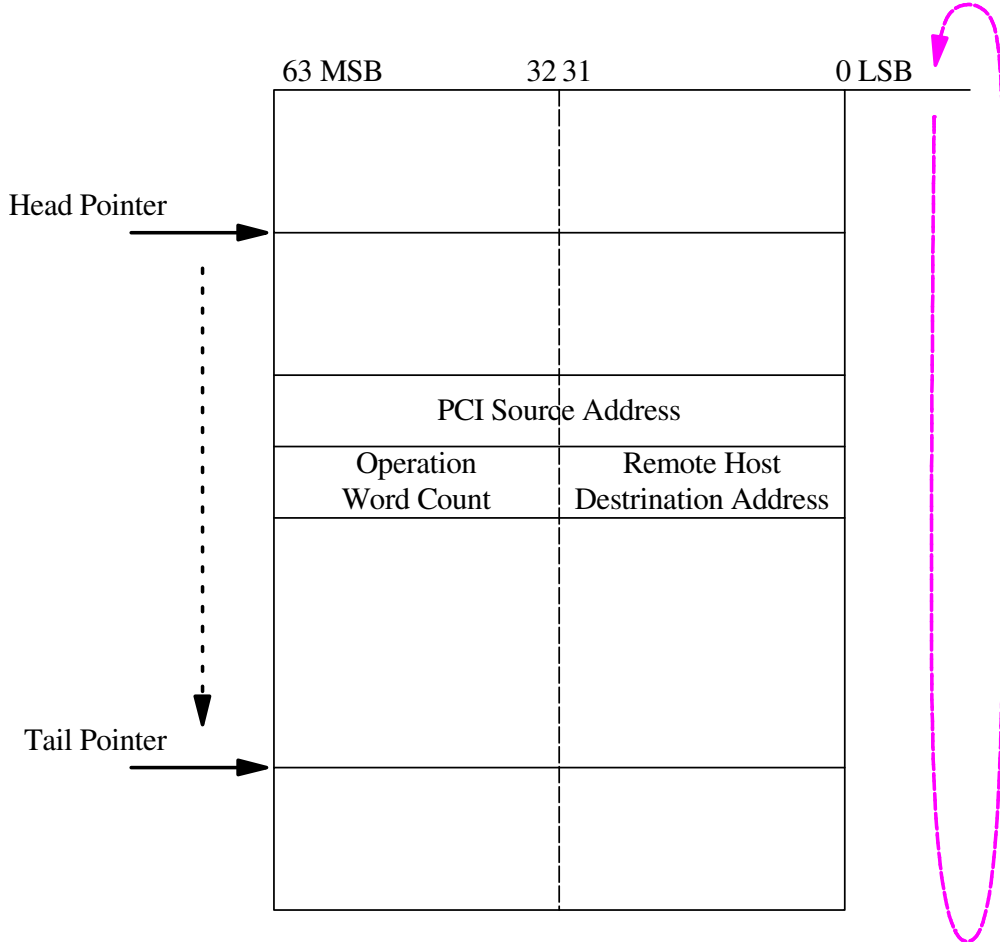 63 MSB 32 31 0 LSB
Head Pointer
PCI Source Address
Operation Remote Host
Word Count Destrination Address
Tail Pointer